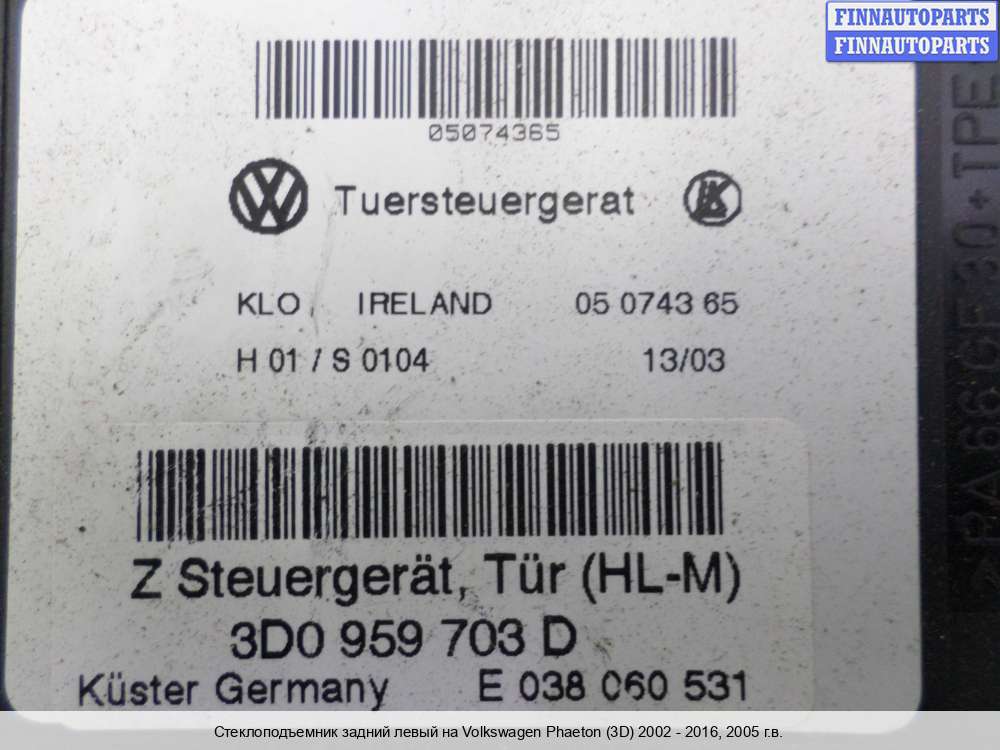 FINNAUTOPARTS
FINNAUTOPARTS
05074365
Tuersteuergerat
KLO, IRELAND 05 0743 65
H 01 / S 0104 13/03
Z Steuergerät, Tür (HL-M)
3D0 959 703 D
Küster Germany E 038 060 531
Стеклоподъемник задний левый на Volkswagen Phaeton (3D) 2002 - 2016, 2005 г.в.